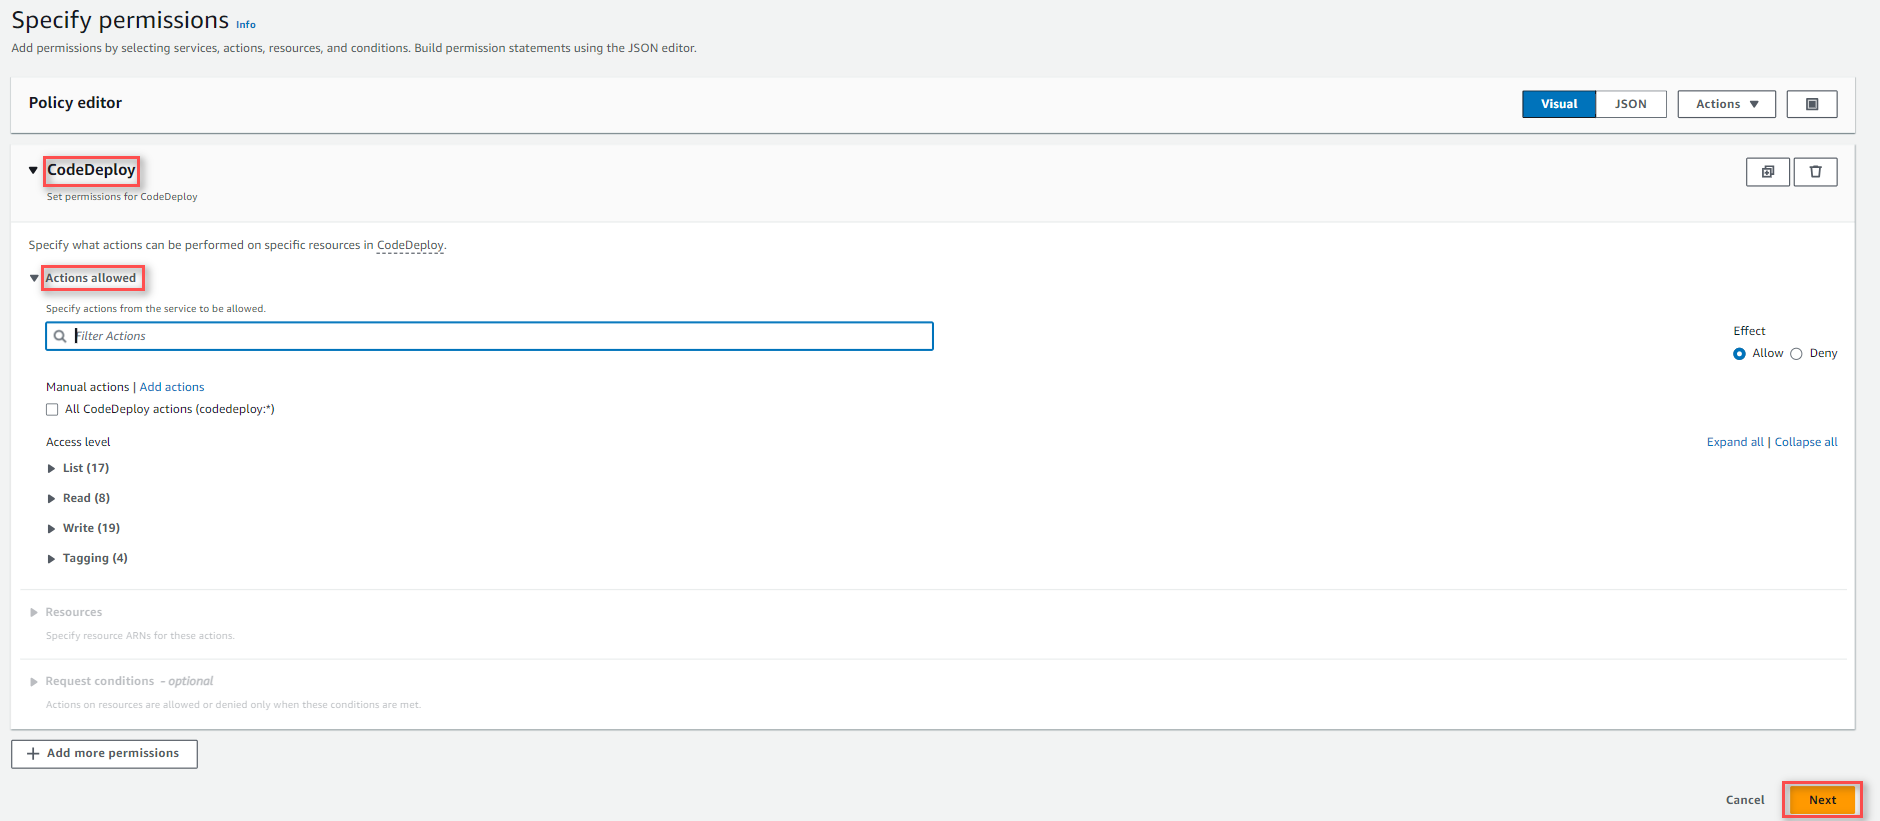 Specify permissions Info
Add permissions by selecting services, actions, resources, and conditions. Build permission statements using the JSON editor.
Policy editor
Visual JSON Actions
CodeDeploy
Set permissions for CodeDeploy
Specify what actions can be performed on specific resources in CodeDeploy.
Actions allowed
Specify actions from the service to be allowed.
Filter Actions
Effect
Allow Deny
Manual actions | Add actions
All CodeDeploy actions (codedeploy:*)
Access level
Expand all | Collapse all
List (17)
Read (8)
Write (19)
Tagging (4)
Resources
Specify resource ARNs for these actions.
Request conditions - optional
Actions on resources are allowed or denied only when these conditions are met.
Add more permissions
Cancel Next